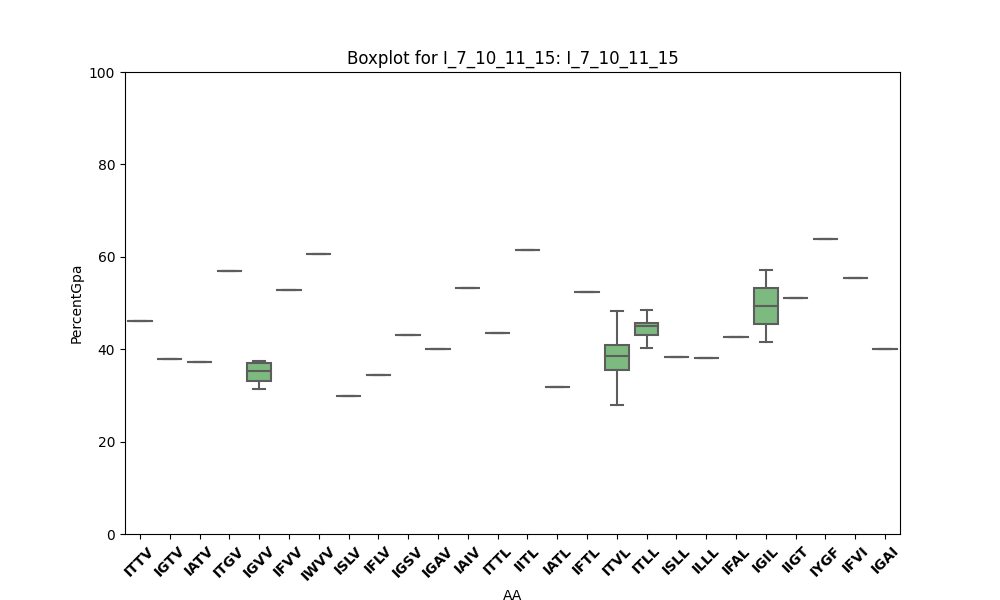 Boxplot for I_7_10_11_15: I_7_10_11_15
100
80
60
40
20
0
PercentGpa
ITTV IGTV IATV ITGV IGVV IFVV IWVV ISLV IFLV IGSV IGAV IAIV ITTL IITL IATL IFTL ITVL ITLL ISLL ILLL IFAL IGIL IIGT IYGF IFVI IGAI
AA